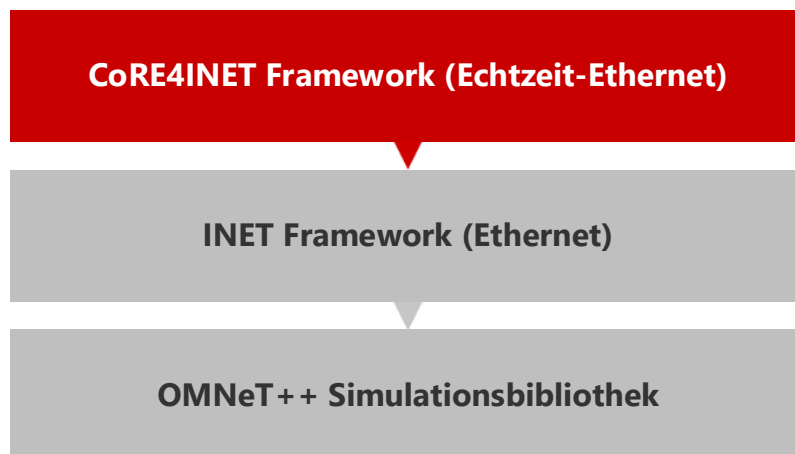 CoRE4INET Framework (Echtzeit-Ethernet)
INET Framework (Ethernet)
OMNeT++ Simulationsbibliothek